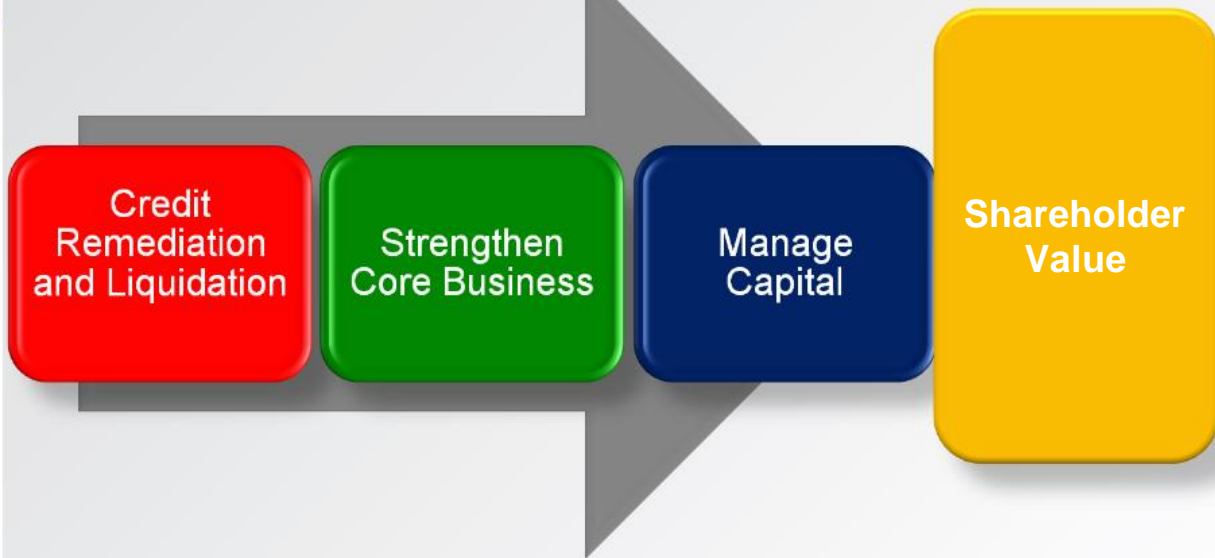 Credit
Remediation
and Liquidation
Strengthen
Core Business
Manage
Capital
Shareholder
Value